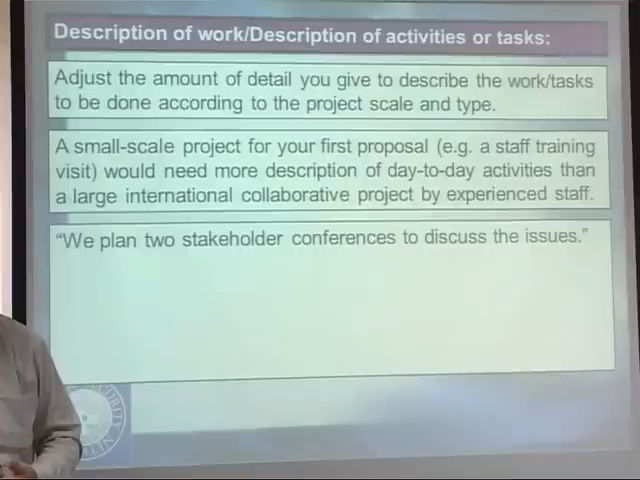 Description of work/Description of activities or tasks:
Adjust the amount of detail you give to describe the work/tasks
to be done according to the project scale and type.
A small-scale project for your first proposal (e.g. a staff training
visit) would need more description of day-to-day activities than
a large international collaborative project by experienced staff.
“We plan two stakeholder conferences to discuss the issues.”